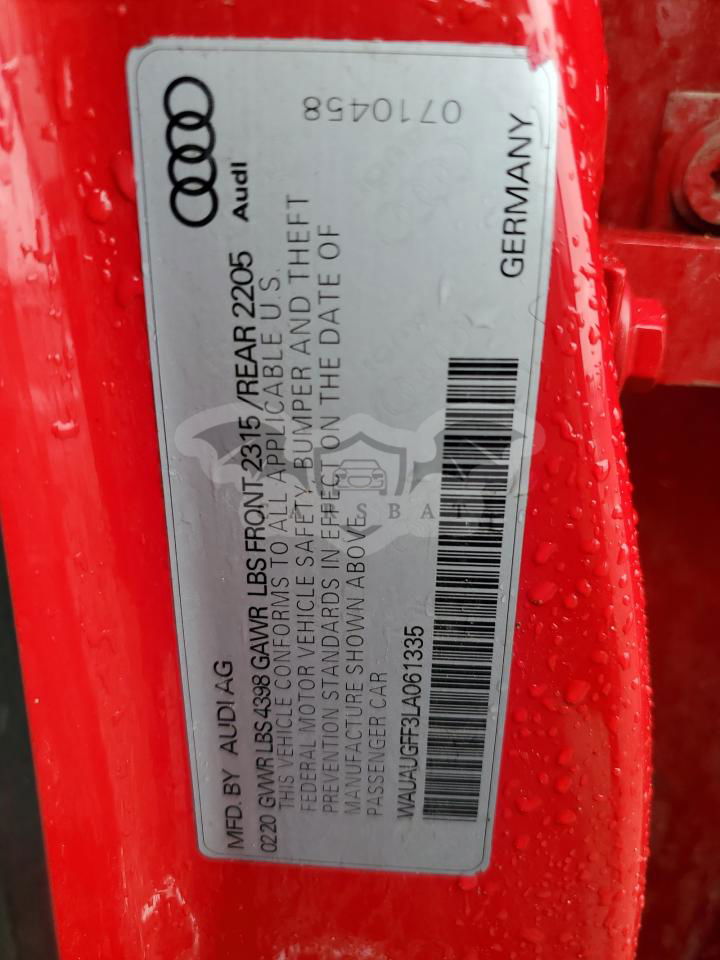 Audi
MFD. BY AUDI AG
0220 GVWR LBS 4398 GAWR LBS FRONT 2315 / REAR 2205
THIS VEHICLE CONFORMS TO ALL APPLICABLE U.S.
FEDERAL MOTOR VEHICLE SAFETY, BUMPER AND THEFT
PREVENTION STANDARDS IN EFFECT ON THE DATE OF
MANUFACTURE SHOWN ABOVE.
PASSENGER CAR
WAUAUGFF3LA061335
GERMANY
0710458